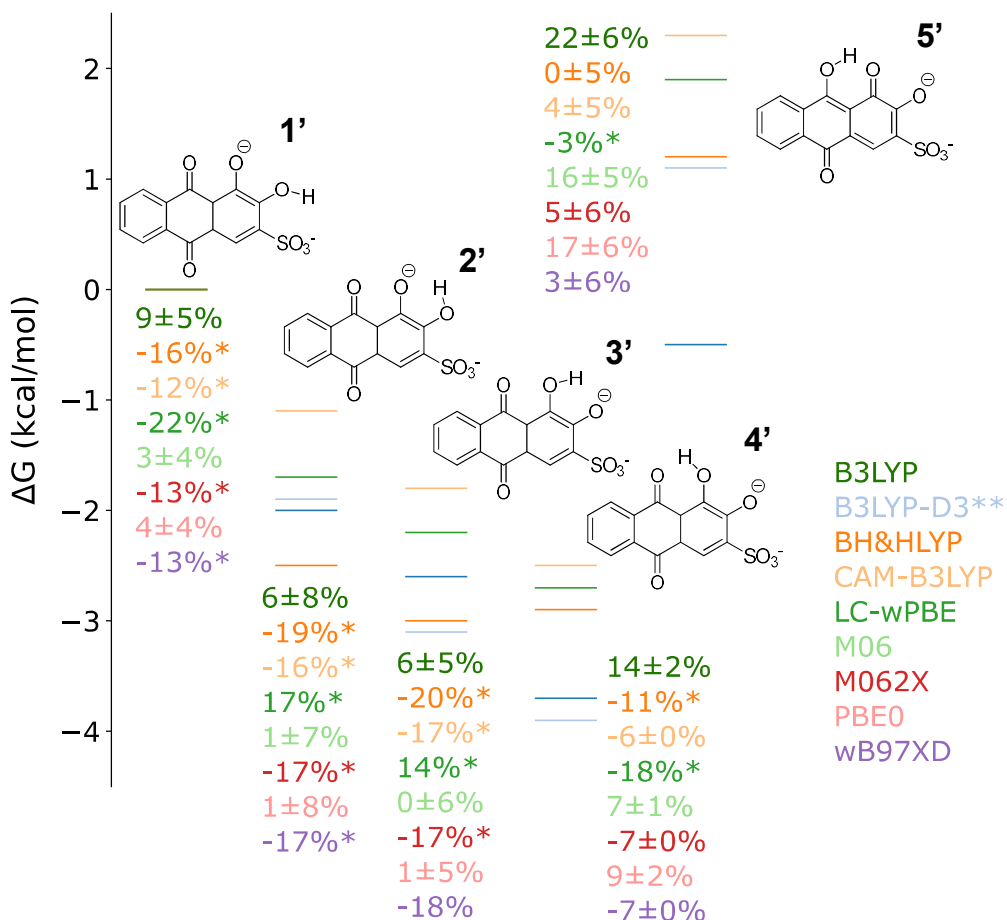 5'
22±6%
0±5%
4±5%
-3%*
16±5%
5±6%
17±6%
3±6%
H
O
O
O⊖
O
SO₃⁻
1'
O
O⊖
O–H
O
SO₃⁻
2'
O
O⊖
H
O
O
SO₃⁻
3'
O
O–H
O⊖
O
SO₃⁻
4'
H
O
O
O⊖
O
SO₃⁻
ΔG (kcal/mol)
2
1
0
−1
−2
−3
−4
9±5%
-16%*
-12%*
-22%*
3±4%
-13%*
4±4%
-13%*
6±8%
-19%*
-16%*
17%*
1±7%
-17%*
1±8%
-17%*
6±5%
-20%*
-17%*
14%*
0±6%
-17%*
1±5%
-18%
14±2%
-11%*
-6±0%
-18%*
7±1%
-7±0%
9±2%
-7±0%
B3LYP
B3LYP-D3**
BH&HLYP
CAM-B3LYP
LC-wPBE
M06
M062X
PBE0
wB97XD